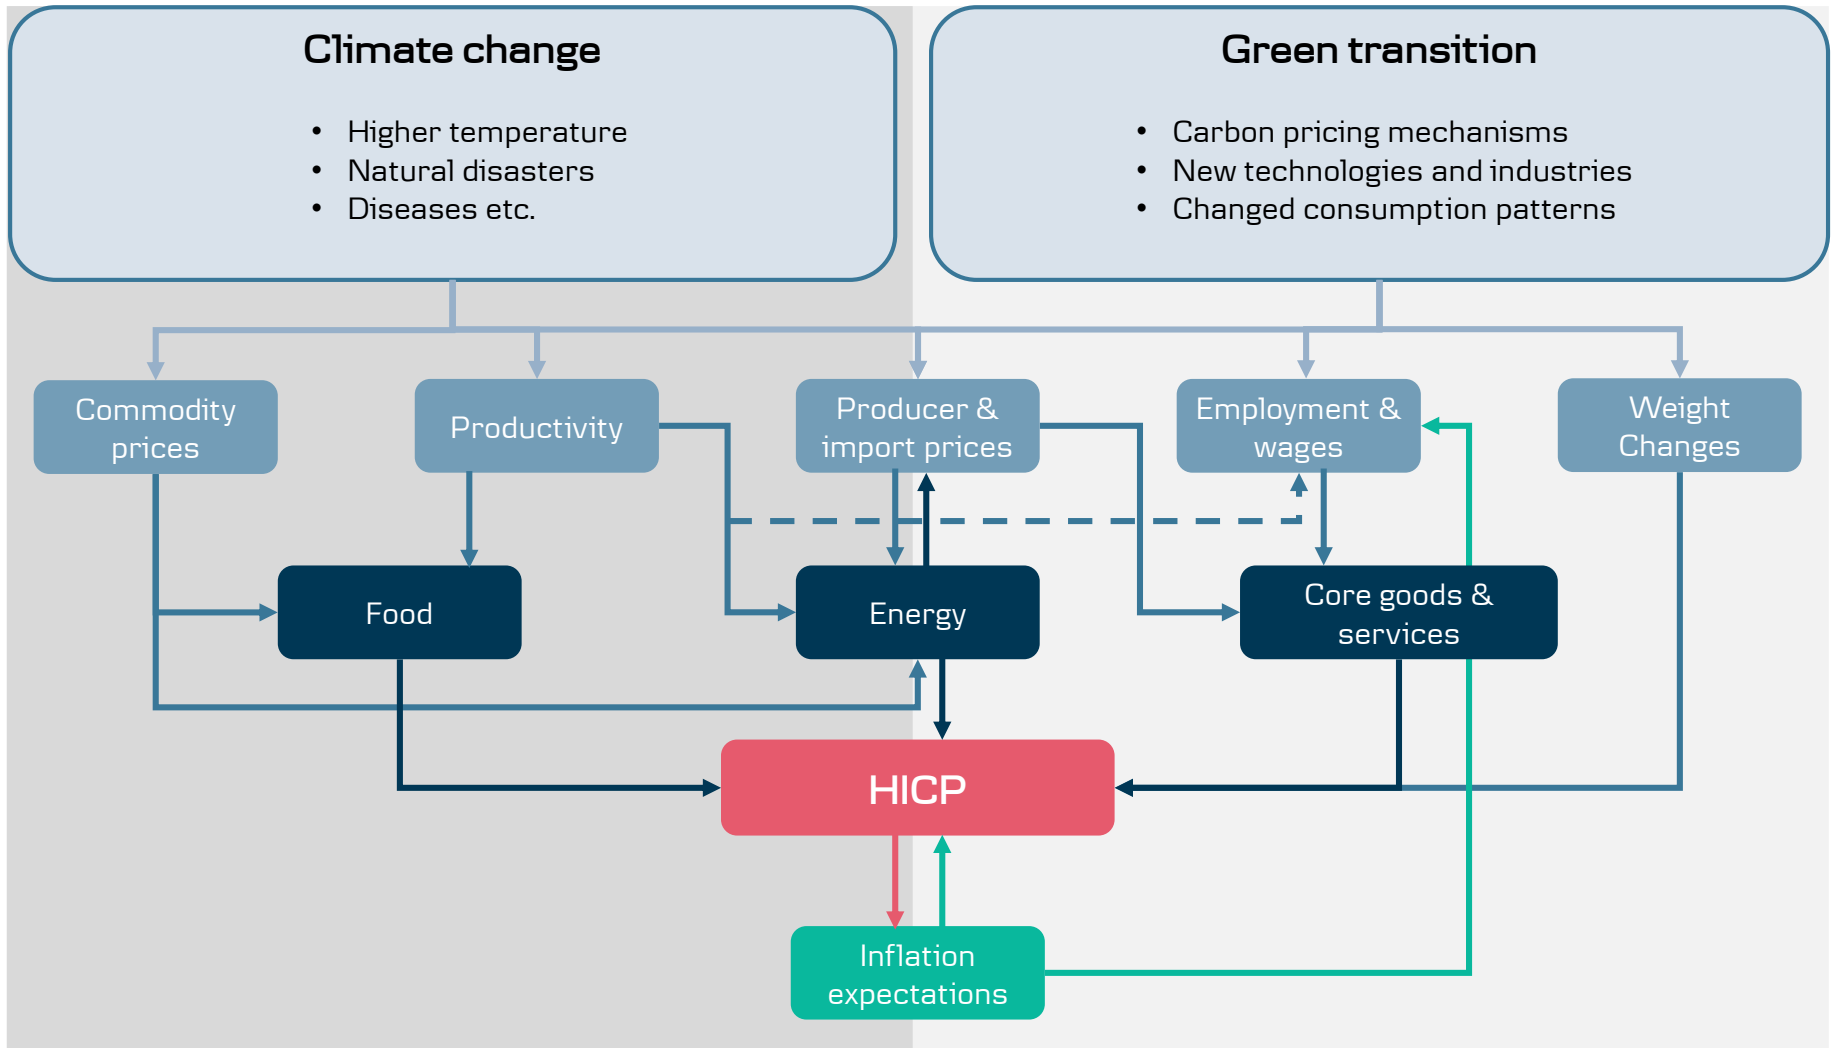 Climate change
• Higher temperature
• Natural disasters
• Diseases etc.
Green transition
• Carbon pricing mechanisms
• New technologies and industries
• Changed consumption patterns
Commodity
prices
Productivity
Producer &
import prices
Employment &
wages
Weight
Changes
Food
Energy
Core goods &
services
HICP
Inflation
expectations